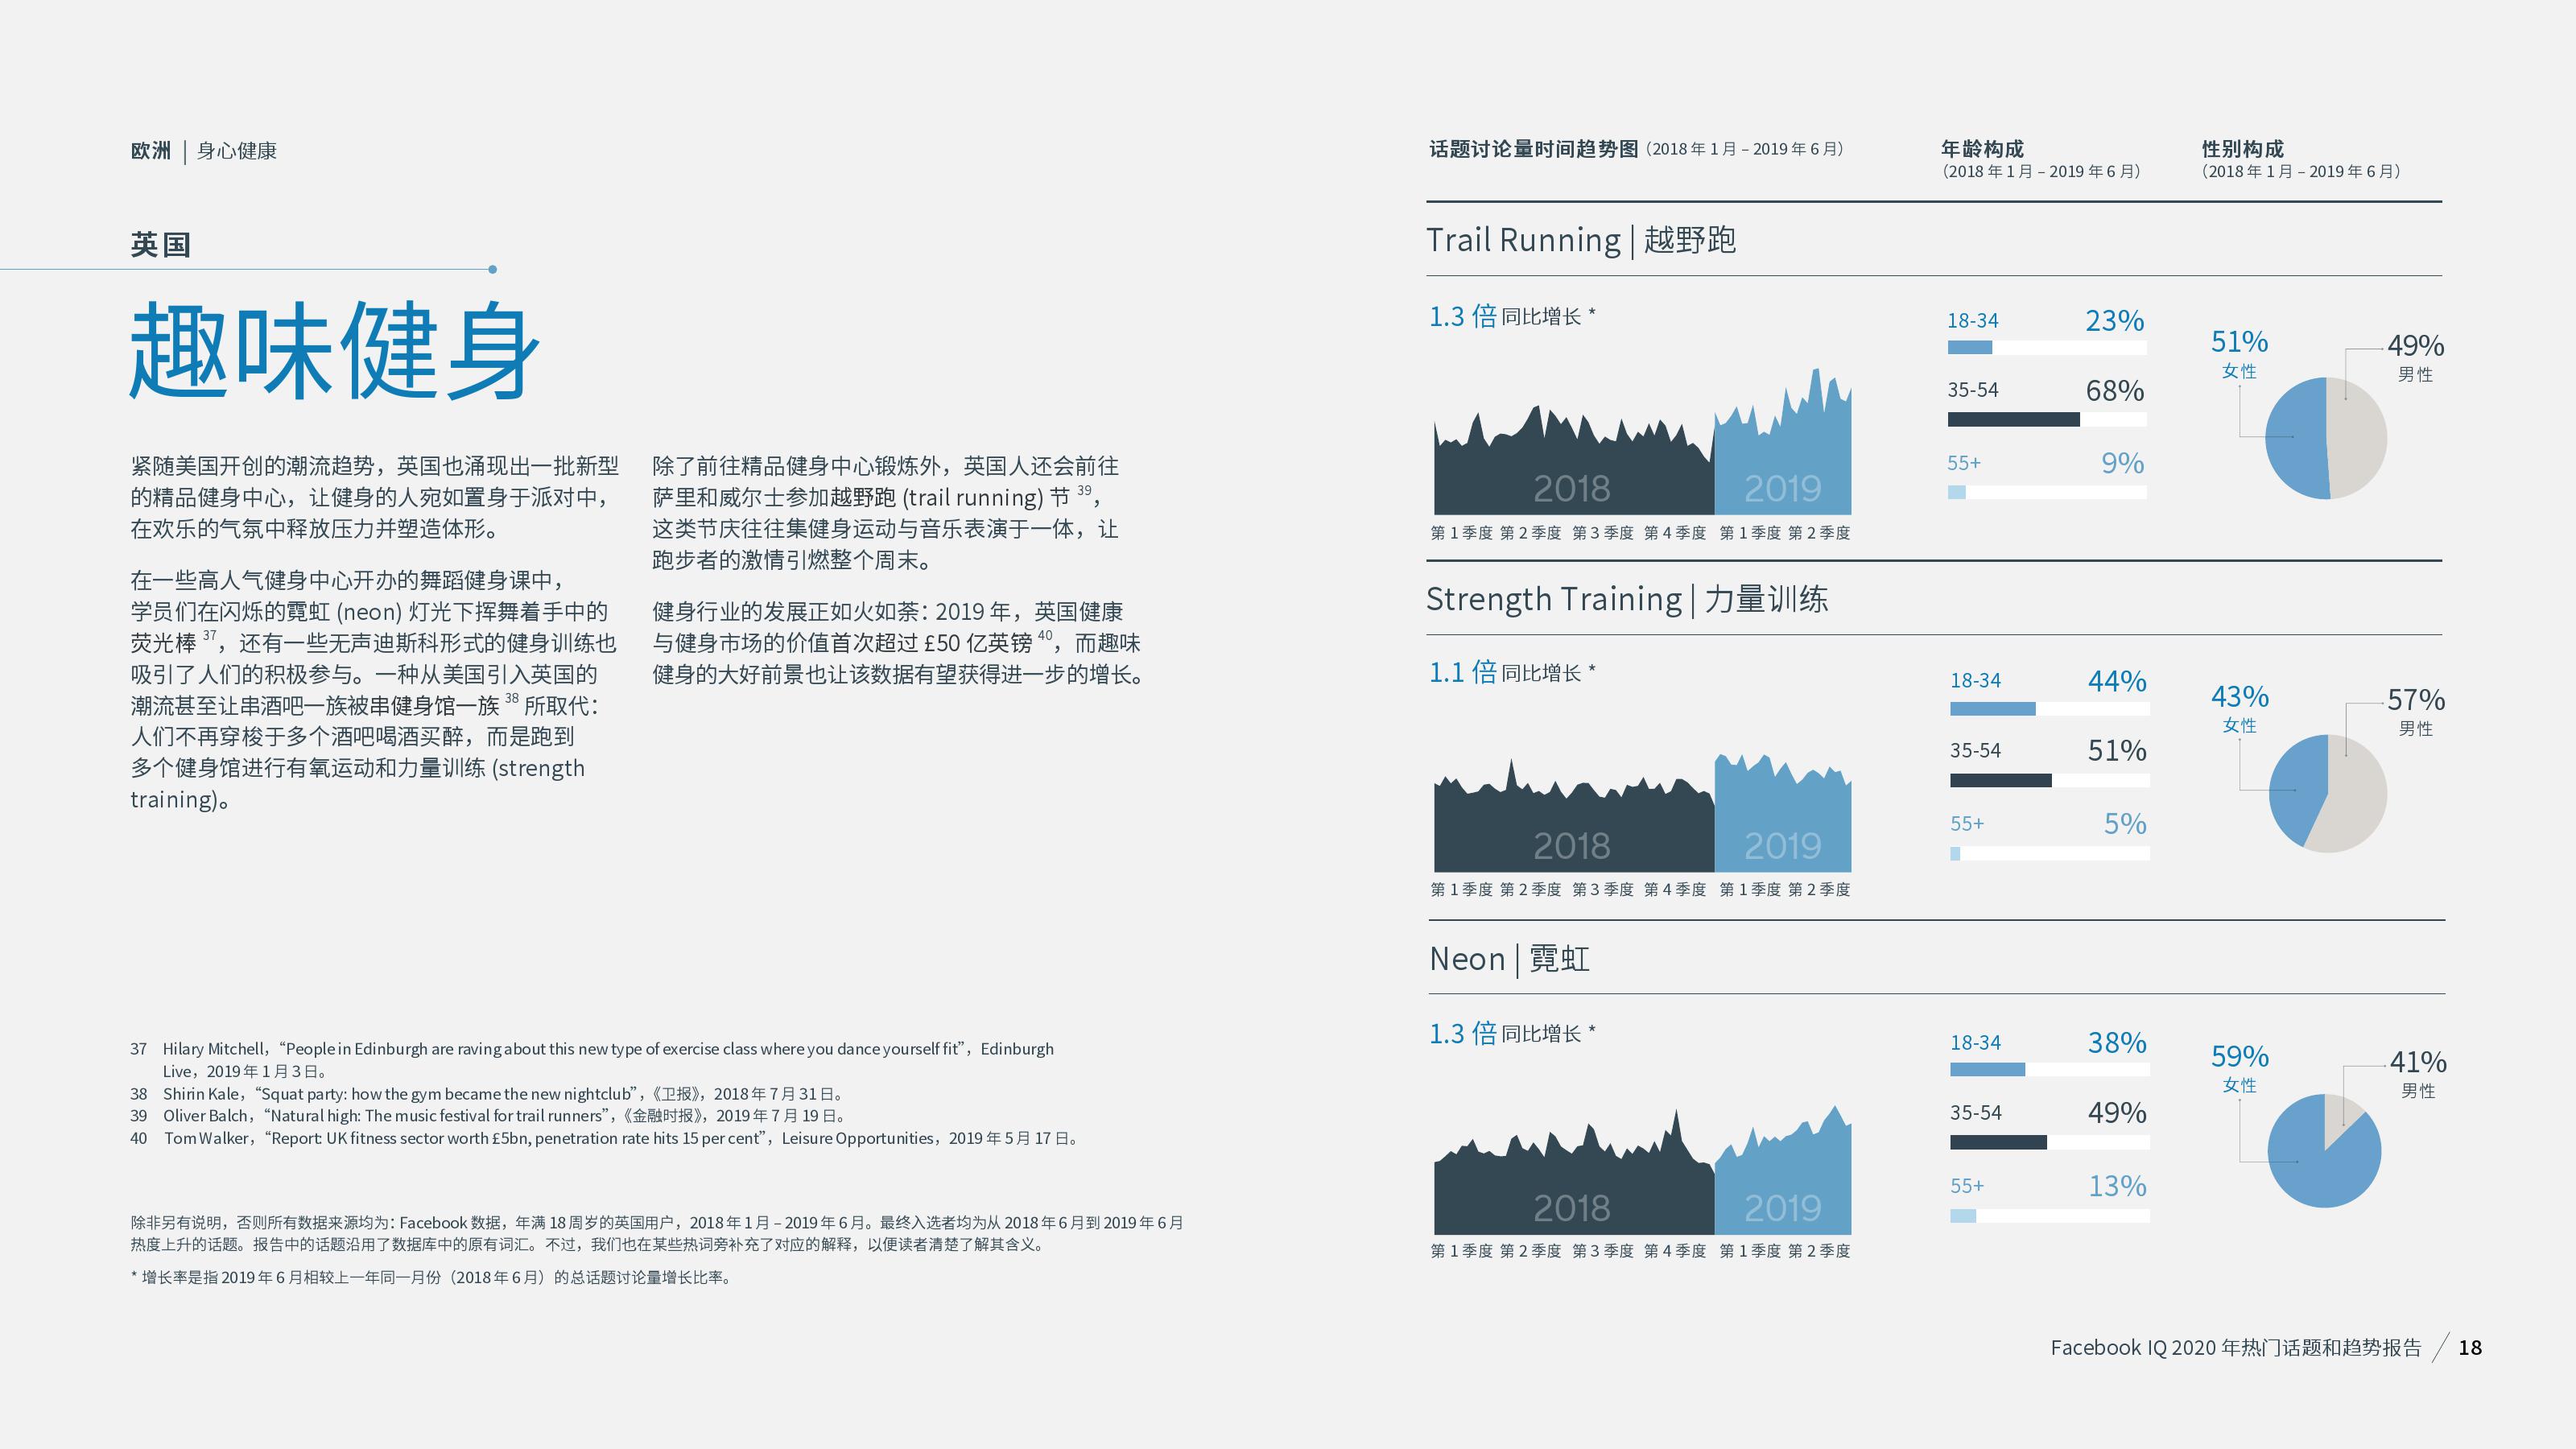 欧洲 | 身心健康
英国
趣味健身
紧随美国开创的潮流趋势，英国也涌现出一批新型
的精品健身中心，让健身的人宛如置身于派对中，
在欢乐的气氛中释放压力并塑造体形。
在一些高人气健身中心开办的舞蹈健身课中，
学员们在闪烁的霓虹 (neon) 灯光下挥舞着手中的
荧光棒 37，还有一些无声迪斯科形式的健身训练也
吸引了人们的积极参与。一种从美国引入英国的
潮流甚至让串酒吧一族被串健身馆一族 38 所取代：
人们不再穿梭于多个酒吧喝酒买醉，而是跑到
多个健身馆进行有氧运动和力量训练 (strength
training)。
除了前往精品健身中心锻炼外，英国人还会前往
萨里和威尔士参加越野跑 (trail running) 节 39，
这类节庆往往集健身运动与音乐表演于一体，让
跑步者的激情引燃整个周末。
健身行业的发展正如火如荼：2019 年，英国健康
与健身市场的价值首次超过 £50 亿英镑 40，而趣味
健身的大好前景也让该数据有望获得进一步的增长。
37 Hilary Mitchell，“People in Edinburgh are raving about this new type of exercise class where you dance yourself fit”，Edinburgh
Live，2019 年 1 月 3 日。
38 Shirin Kale，“Squat party: how the gym became the new nightclub”，《卫报》，2018 年 7 月 31 日。
39 Oliver Balch，“Natural high: The music festival for trail runners”，《金融时报》，2019 年 7 月 19 日。
40 Tom Walker，“Report: UK fitness sector worth £5bn, penetration rate hits 15 per cent”，Leisure Opportunities，2019 年 5 月 17 日。
除非另有说明，否则所有数据来源均为：Facebook 数据，年满 18 周岁的英国用户，2018 年 1 月 – 2019 年 6 月。最终入选者均为从 2018 年 6 月到 2019 年 6 月
热度上升的话题。报告中的话题沿用了数据库中的原有词汇。不过，我们也在某些热词旁补充了对应的解释，以便读者清楚了解其含义。
* 增长率是指 2019 年 6 月相较上一年同一月份（2018 年 6 月）的总话题讨论量增长比率。
话题讨论量时间趋势图（2018 年 1 月 – 2019 年 6 月）
年龄构成
（2018 年 1 月 – 2019 年 6 月）
性别构成
（2018 年 1 月 – 2019 年 6 月）
Trail Running | 越野跑
1.3 倍 同比增长 *
2018
2019
第 1 季度 第 2 季度 第 3 季度 第 4 季度 第 1 季度 第 2 季度
18-34 23%
35-54 68%
55+ 9%
51%
女性
49%
男性
Strength Training | 力量训练
1.1 倍 同比增长 *
2018
2019
第 1 季度 第 2 季度 第 3 季度 第 4 季度 第 1 季度 第 2 季度
18-34 44%
35-54 51%
55+ 5%
43%
女性
57%
男性
Neon | 霓虹
1.3 倍 同比增长 *
2018
2019
第 1 季度 第 2 季度 第 3 季度 第 4 季度 第 1 季度 第 2 季度
18-34 38%
35-54 49%
55+ 13%
59%
女性
41%
男性
Facebook IQ 2020 年热门话题和趋势报告 / 18